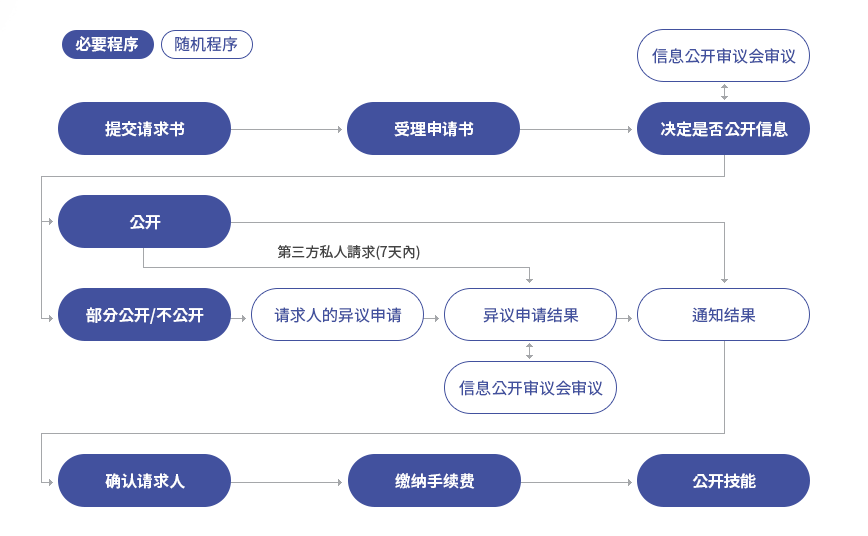 必要程序
随机程序
信息公开审议会审议
提交请求书
受理申请书
决定是否公开信息
公开
第三方私人請求(7天內)
部分公开/不公开
请求人的异议申请
异议申请结果
通知结果
信息公开审议会审议
确认请求人
缴纳手续费
公开技能